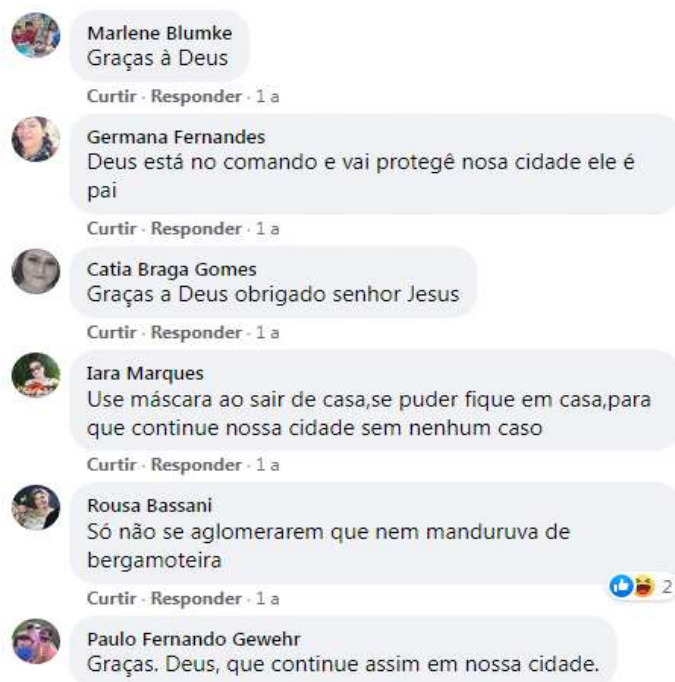 Marlene Blumke
Graças à Deus
Curtir · Responder · 1 a
Germana Fernandes
Deus está no comando e vai protegê nosa cidade ele é
pai
Curtir · Responder · 1 a
Catia Braga Gomes
Graças a Deus obrigado senhor Jesus
Curtir · Responder · 1 a
Iara Marques
Use máscara ao sair de casa,se puder fique em casa,para
que continue nossa cidade sem nenhum caso
Curtir · Responder · 1 a
Rousa Bassani
Só não se aglomerarem que nem manduruva de
bergamoteira
2
Curtir · Responder · 1 a
Paulo Fernando Gewehr
Graças. Deus, que continue assim em nossa cidade.